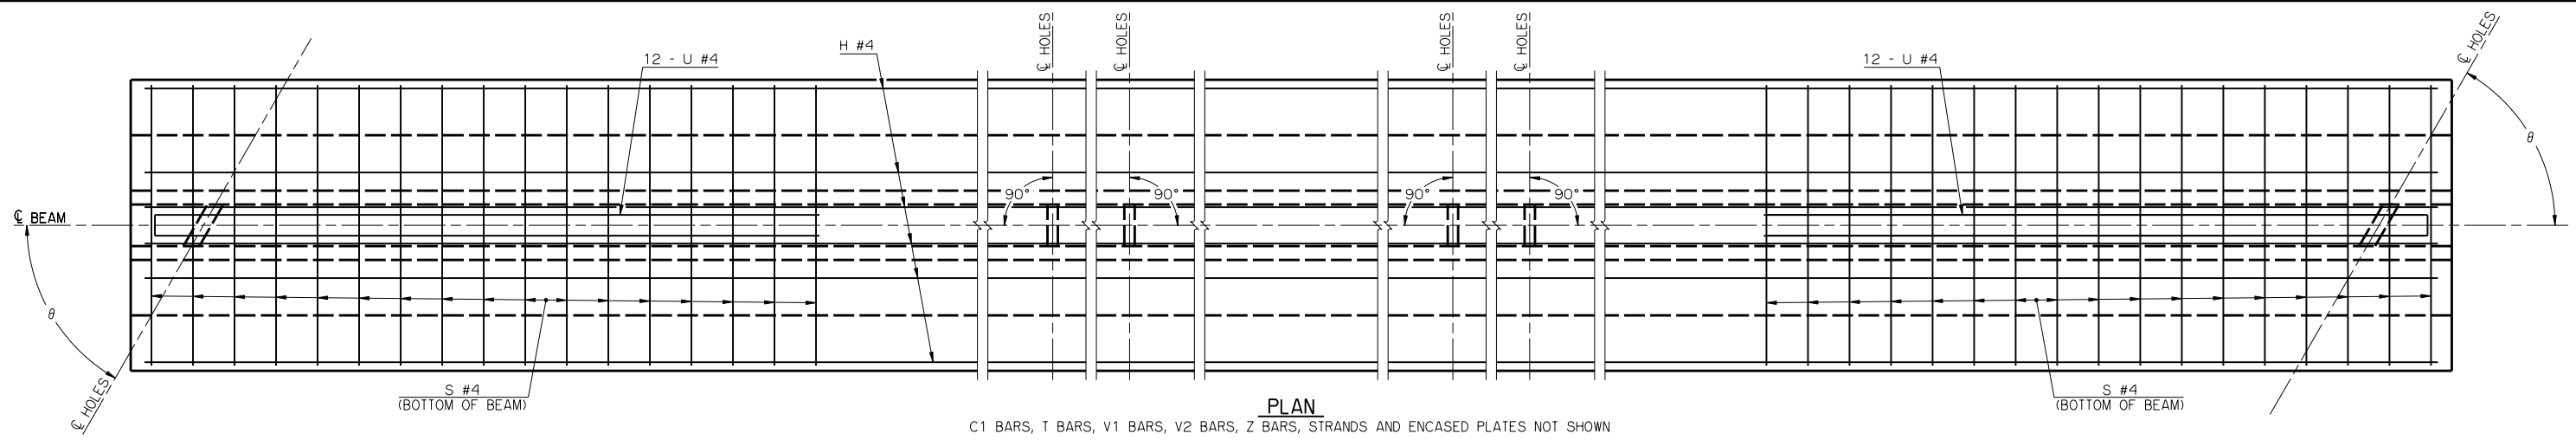 ℄ HOLES
℄ HOLES
℄ HOLES
℄ HOLES
℄ HOLES
H #4
12 - U #4
12 - U #4
θ
90°
90°
90°
90°
℄ BEAM
θ
℄ HOLES
S #4
(BOTTOM OF BEAM)
S #4
(BOTTOM OF BEAM)
PLAN
C1 BARS, T BARS, V1 BARS, V2 BARS, Z BARS, STRANDS AND ENCASED PLATES NOT SHOWN